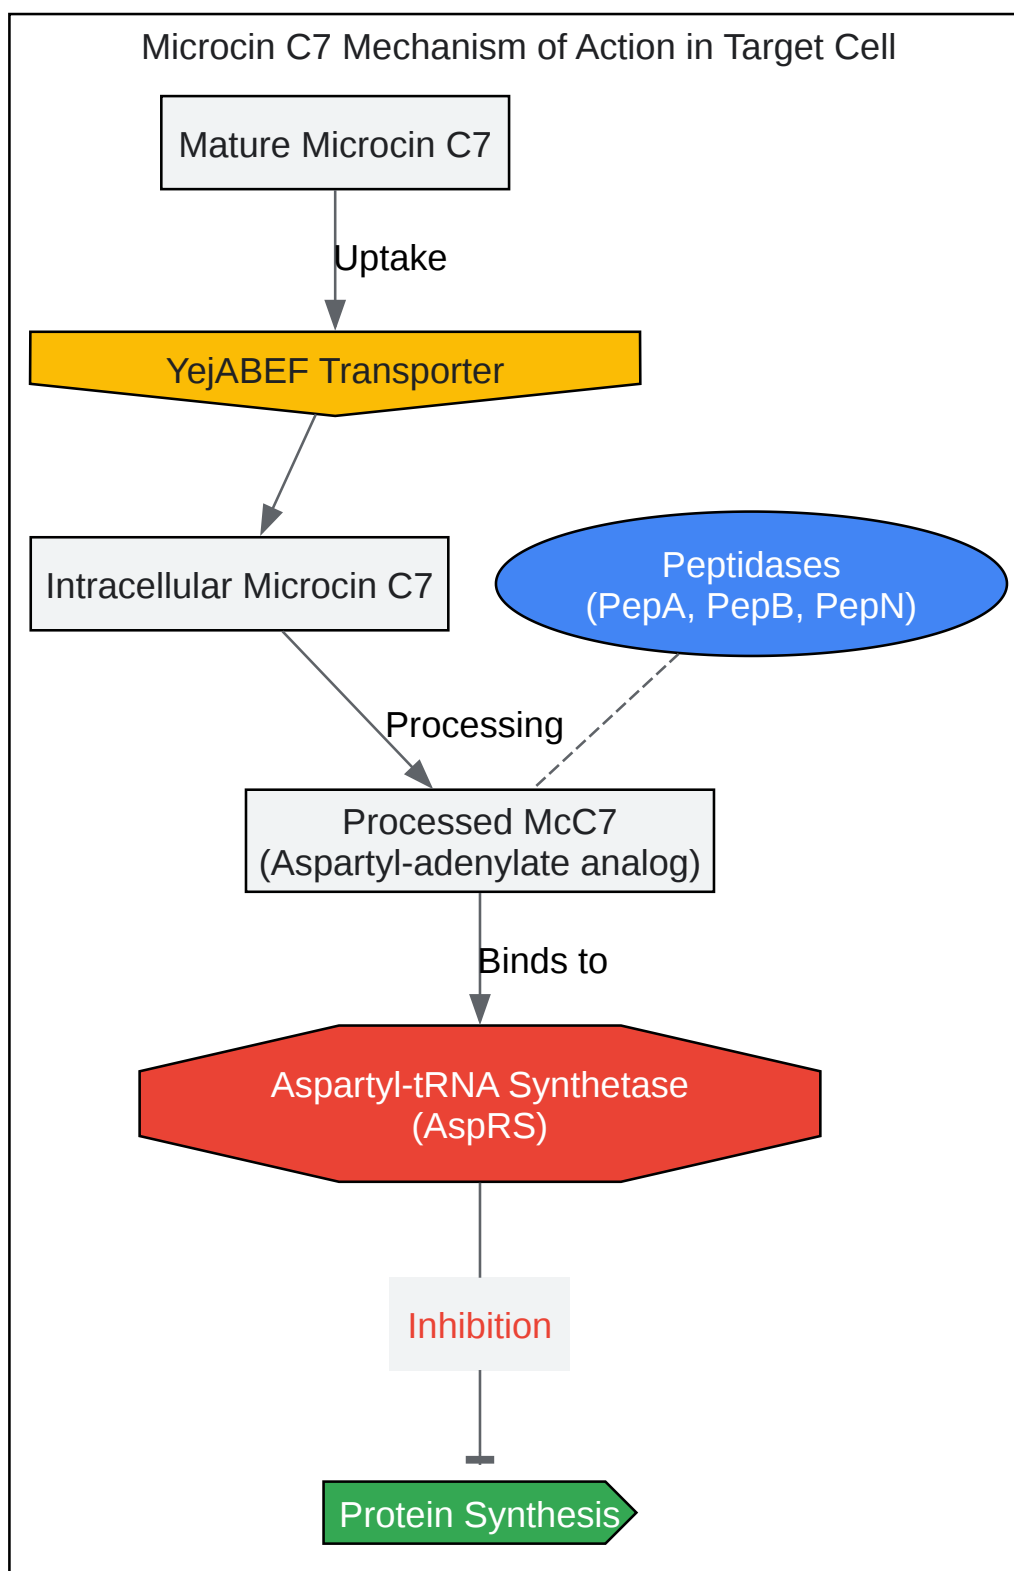 Microcin C7 Mechanism of Action in Target Cell
Mature Microcin C7
Uptake
YejABEF Transporter
Intracellular Microcin C7
Peptidases
(PepA, PepB, PepN)
Processing
Processed McC7
(Aspartyl-adenylate analog)
Binds to
Aspartyl-tRNA Synthetase
(AspRS)
Inhibition
Protein Synthesis